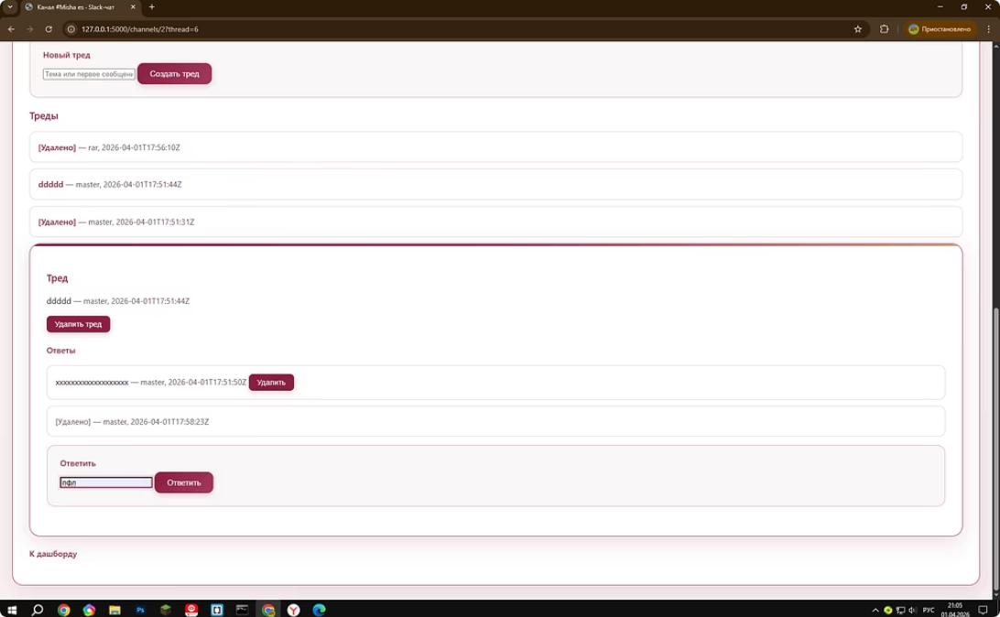 Канал #Misha es - Slack-чат
127.0.0.1:5000/channels/2?thread=6
Приостановлено
Новый тред
Тема или первое сообщени
Создать тред
Треды
[Удалено] — rar, 2026-04-01T17:56:10Z
ddddd — master, 2026-04-01T17:51:44Z
[Удалено] — master, 2026-04-01T17:51:31Z
Тред
ddddd — master, 2026-04-01T17:51:44Z
Удалить тред
Ответы
xxxxxxxxxxxxxxxxxxx — master, 2026-04-01T17:51:50Z Удалить
[Удалено] — master, 2026-04-01T17:58:23Z
Ответить
Ответить
К дашборду
Ps
РУС
21:05
01.04.2026